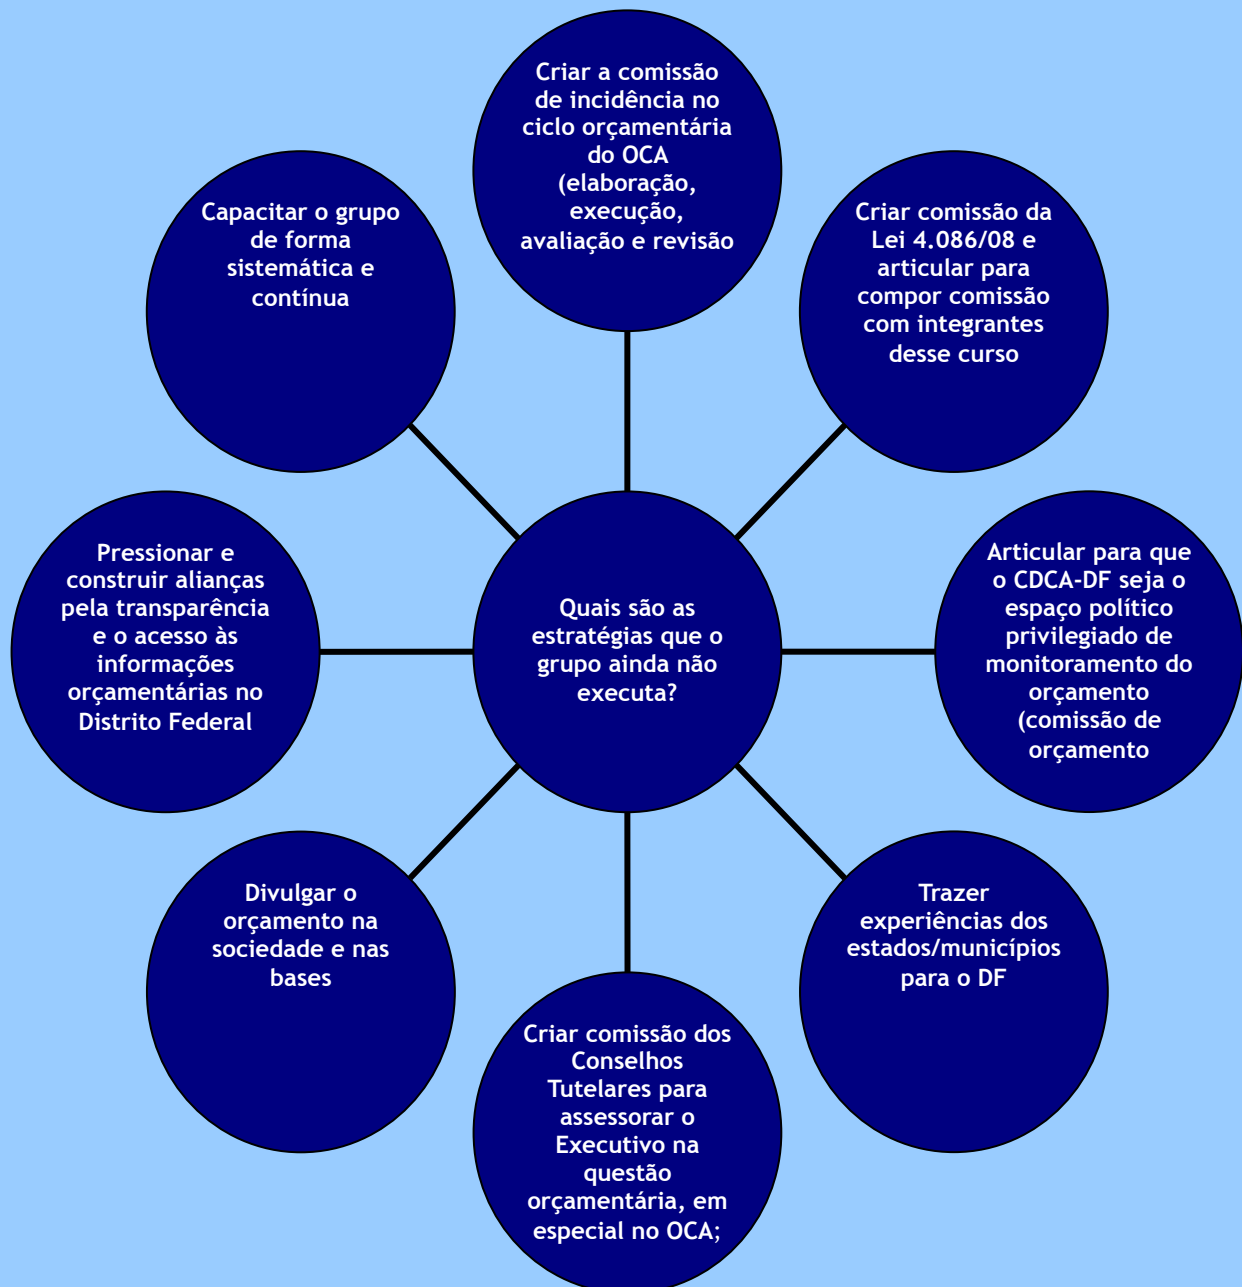 Criar a comissão
de incidência no
ciclo orçamentária
do OCA
(elaboração,
execução,
avaliação e revisão
Capacitar o grupo
de forma
sistemática e
contínua
Criar comissão da
Lei 4.086/08 e
articular para
compor comissão
com integrantes
desse curso
Pressionar e
construir alianças
pela transparência
e o acesso às
informações
orçamentárias no
Distrito Federal
Quais são as
estratégias que o
grupo ainda não
executa?
Articular para que
o CDCA-DF seja o
espaço político
privilegiado de
monitoramento do
orçamento
(comissão de
orçamento
Divulgar o
orçamento na
sociedade e nas
bases
Trazer
experiências dos
estados/municípios
para o DF
Criar comissão dos
Conselhos
Tutelares para
assessorar o
Executivo na
questão
orçamentária, em
especial no OCA;